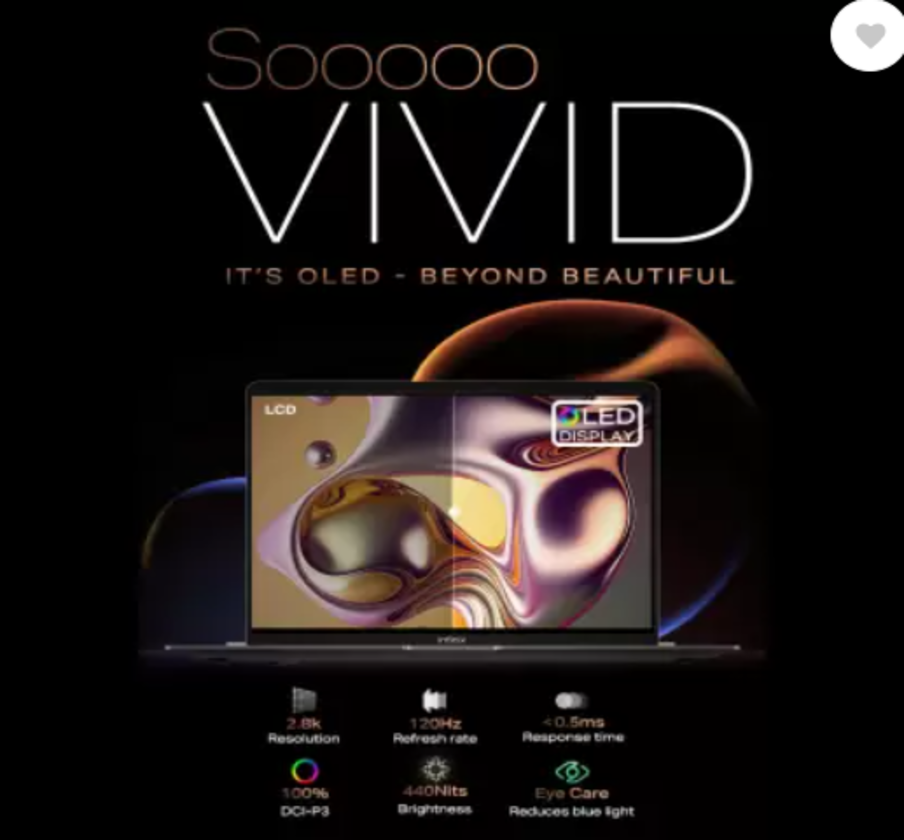 Sooooo
VIVID
IT'S OLED - BEYOND BEAUTIFUL
LCD
OLED
DISPLAY
Infinix
2.8k
Resolution
120Hz
Refresh rate
<0.5ms
Response time
100%
DCI-P3
440Nits
Brightness
Eye Care
Reduces blue light